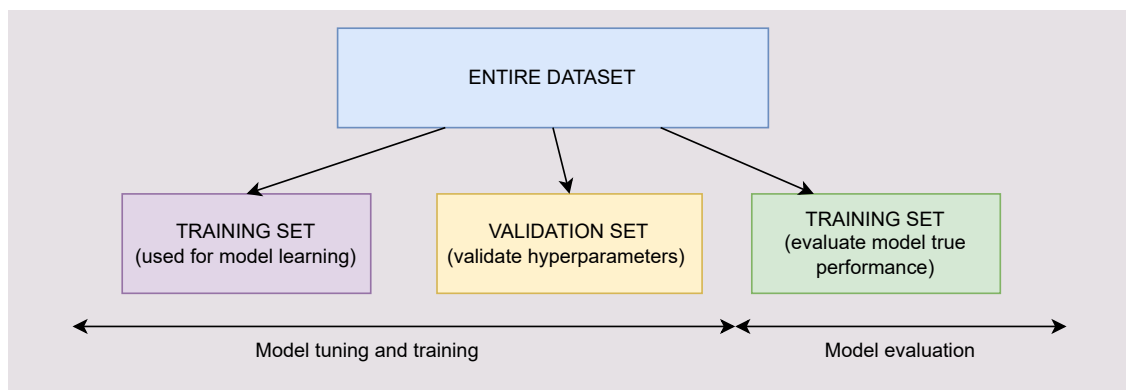 ENTIRE DATASET
TRAINING SET
(used for model learning)
VALIDATION SET
(validate hyperparameters)
TRAINING SET
(evaluate model true
performance)
Model tuning and training
Model evaluation